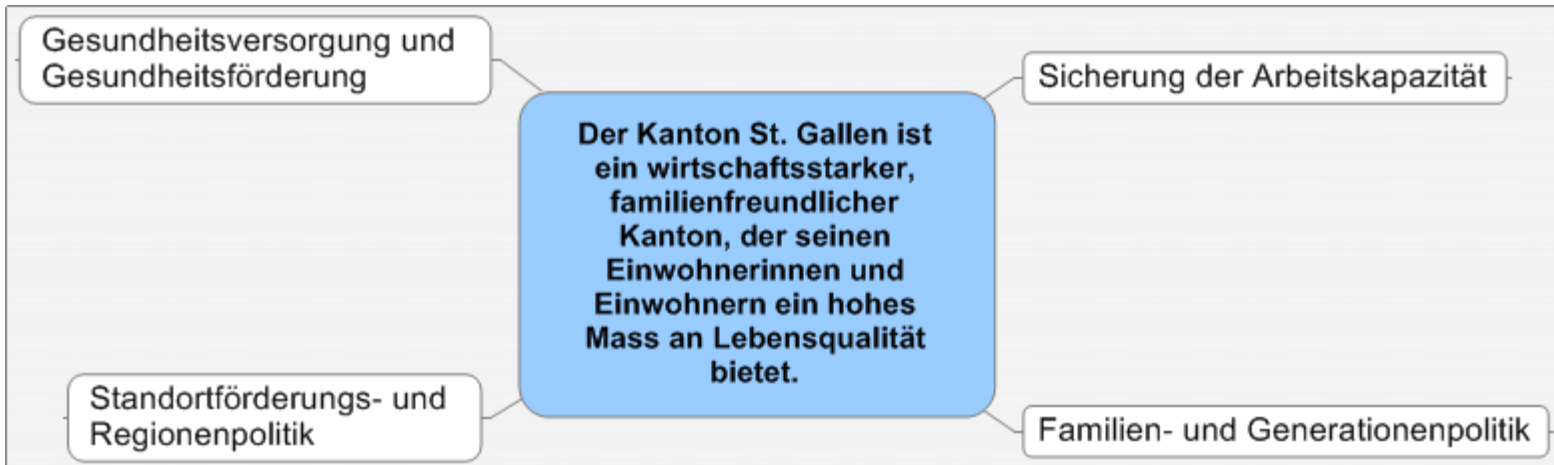 Gesundheitsversorgung und
Gesundheitsförderung
Sicherung der Arbeitskapazität
Der Kanton St. Gallen ist
ein wirtschaftsstarker,
familienfreundlicher
Kanton, der seinen
Einwohnerinnen und
Einwohnern ein hohes
Mass an Lebensqualität
bietet.
Standortförderungs- und
Regionenpolitik
Familien- und Generationenpolitik